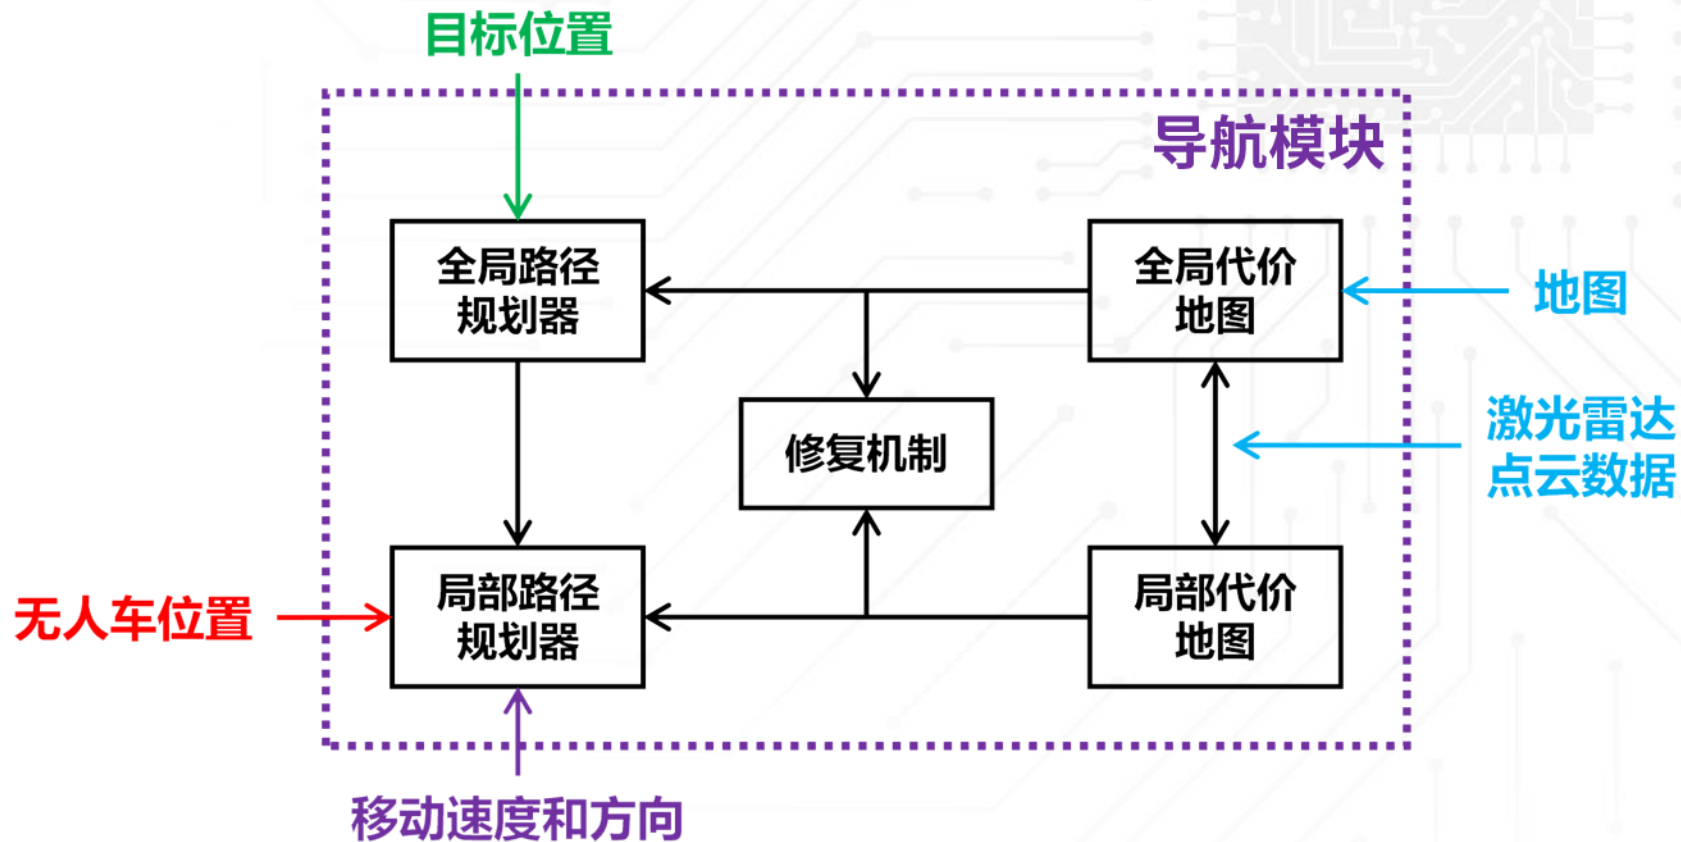 目标位置
导航模块
全局路径
规划器
全局代价
地图
地图
修复机制
激光雷达
点云数据
无人车位置
局部路径
规划器
局部代价
地图
移动速度和方向